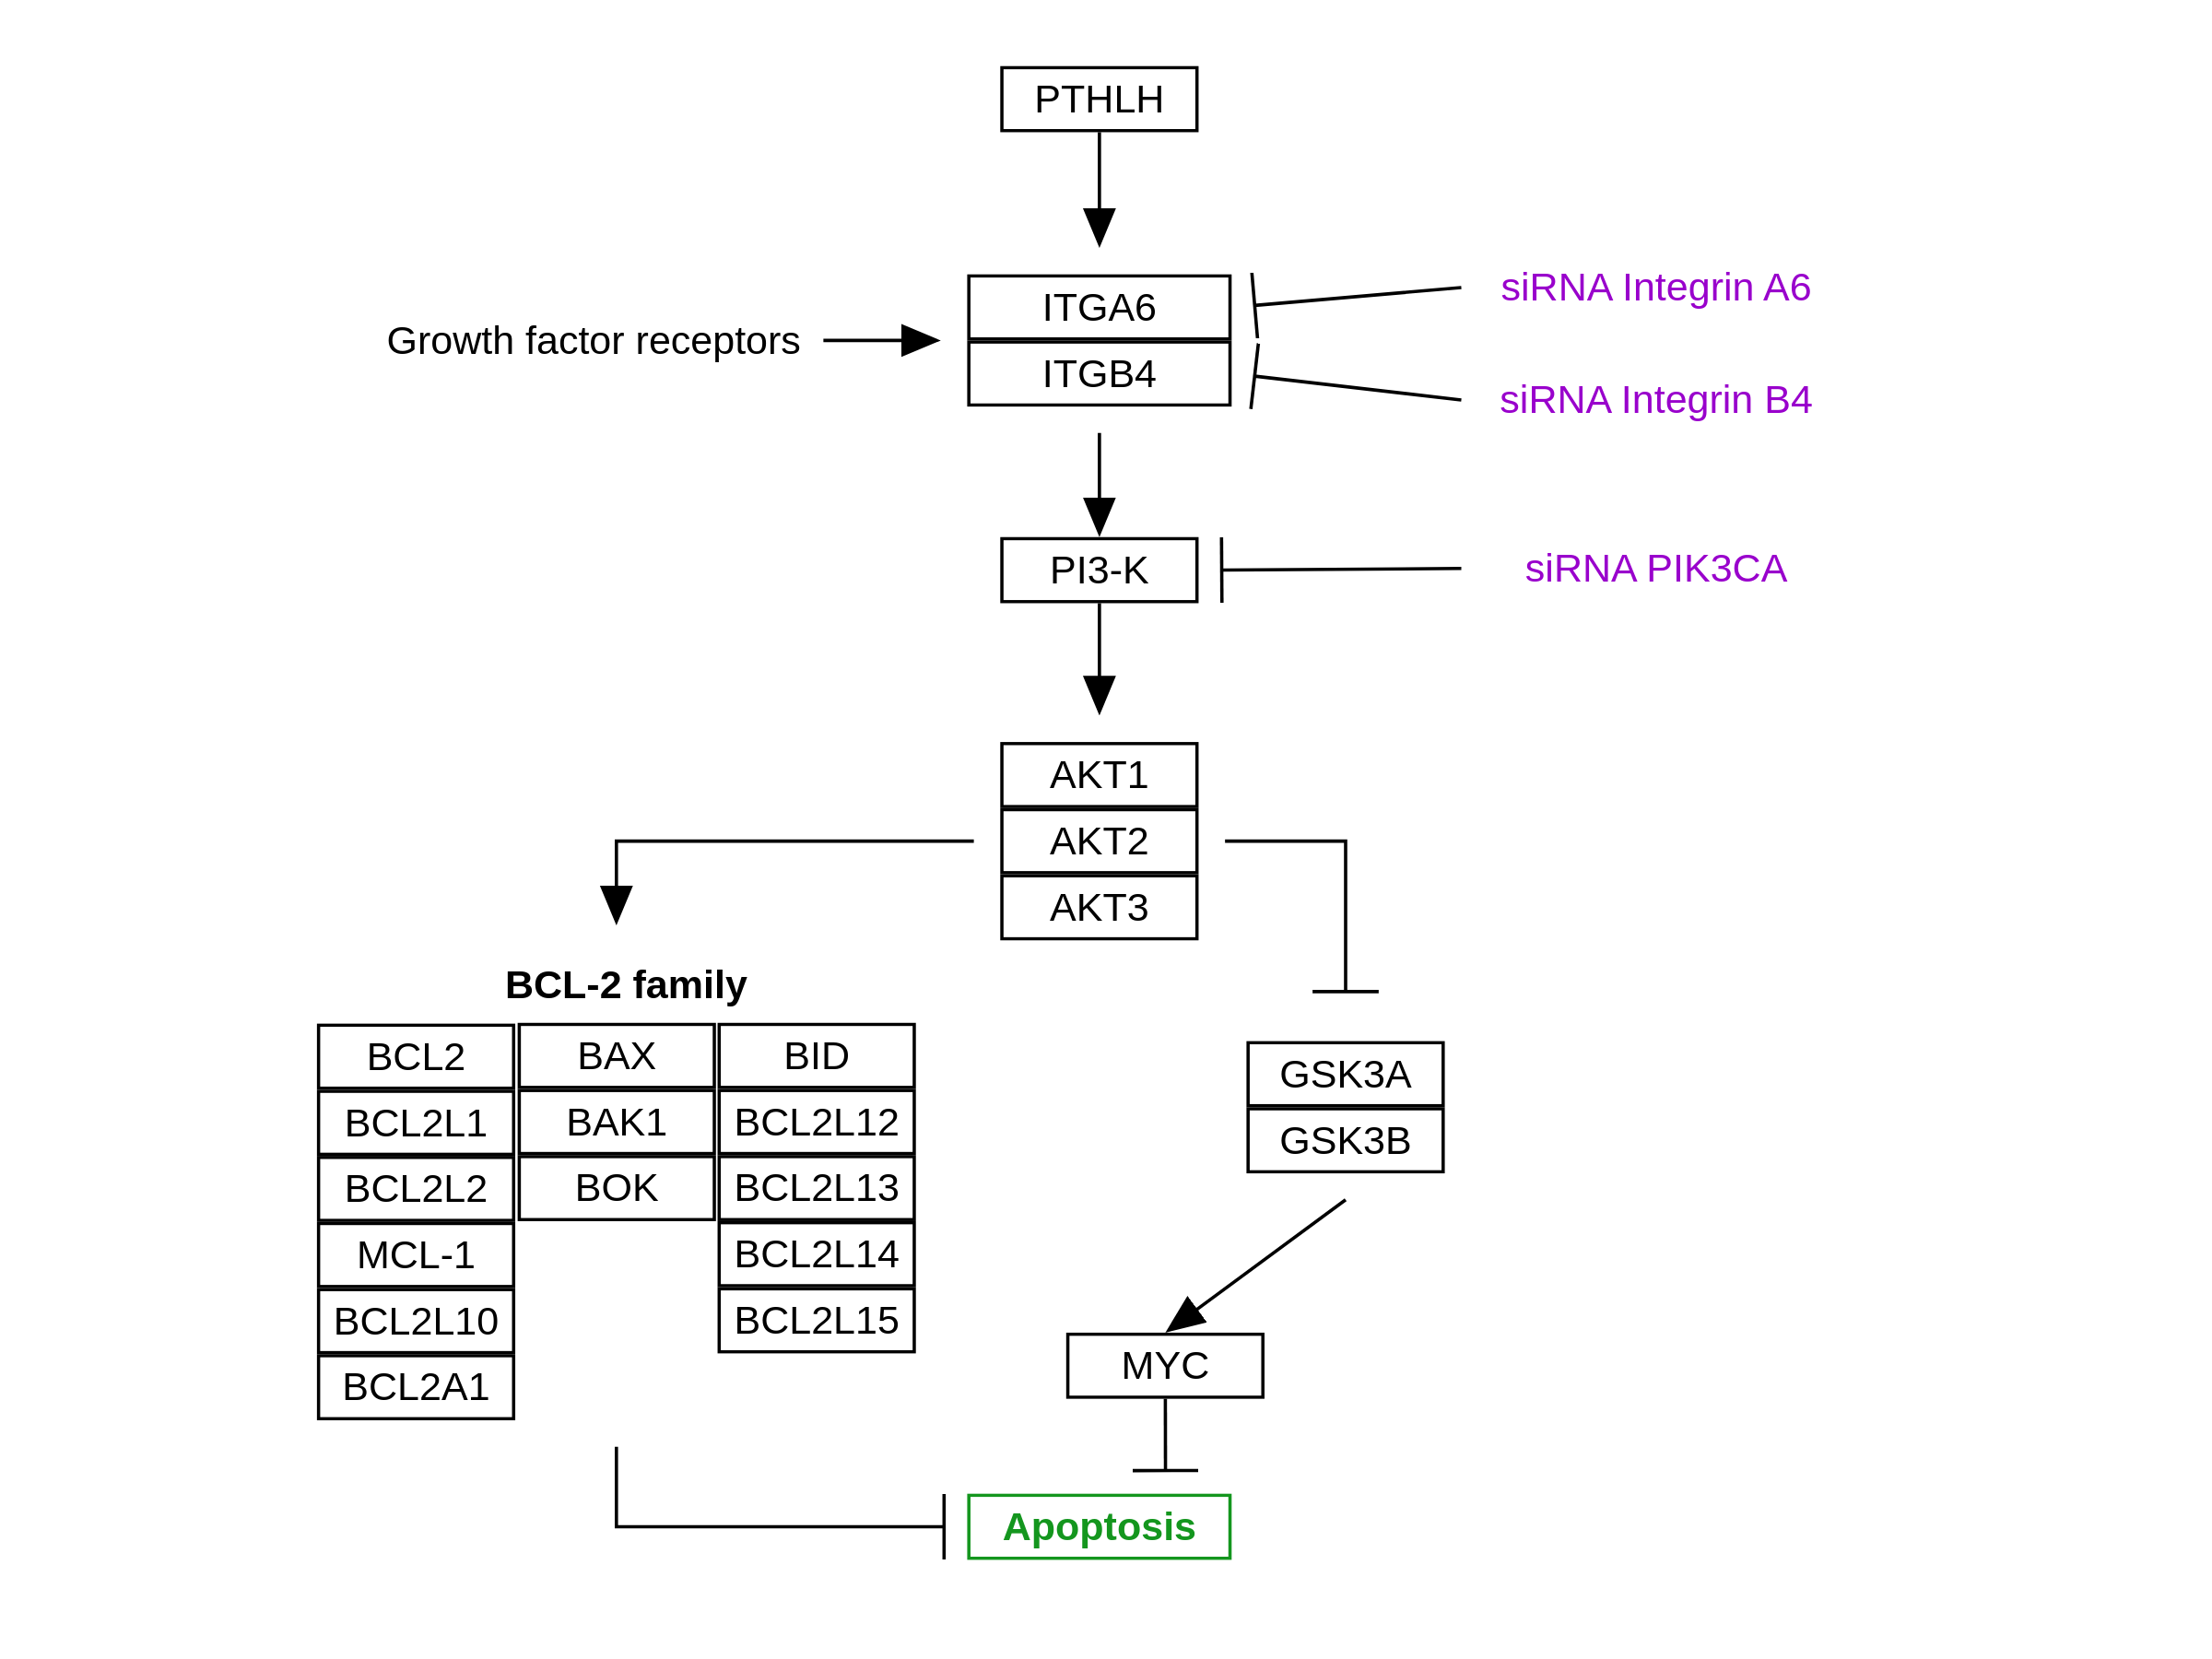 PTHLH
siRNA Integrin A6
ITGA6
Growth factor receptors
ITGB4
siRNA Integrin B4
PI3-K
siRNA PIK3CA
AKT1
AKT2
AKT3
BCL-2 family
BCL2
BCL2L1
BCL2L2
MCL-1
BCL2L10
BCL2A1
BAX
BAK1
BOK
BID
BCL2L12
BCL2L13
BCL2L14
BCL2L15
GSK3A
GSK3B
MYC
Apoptosis